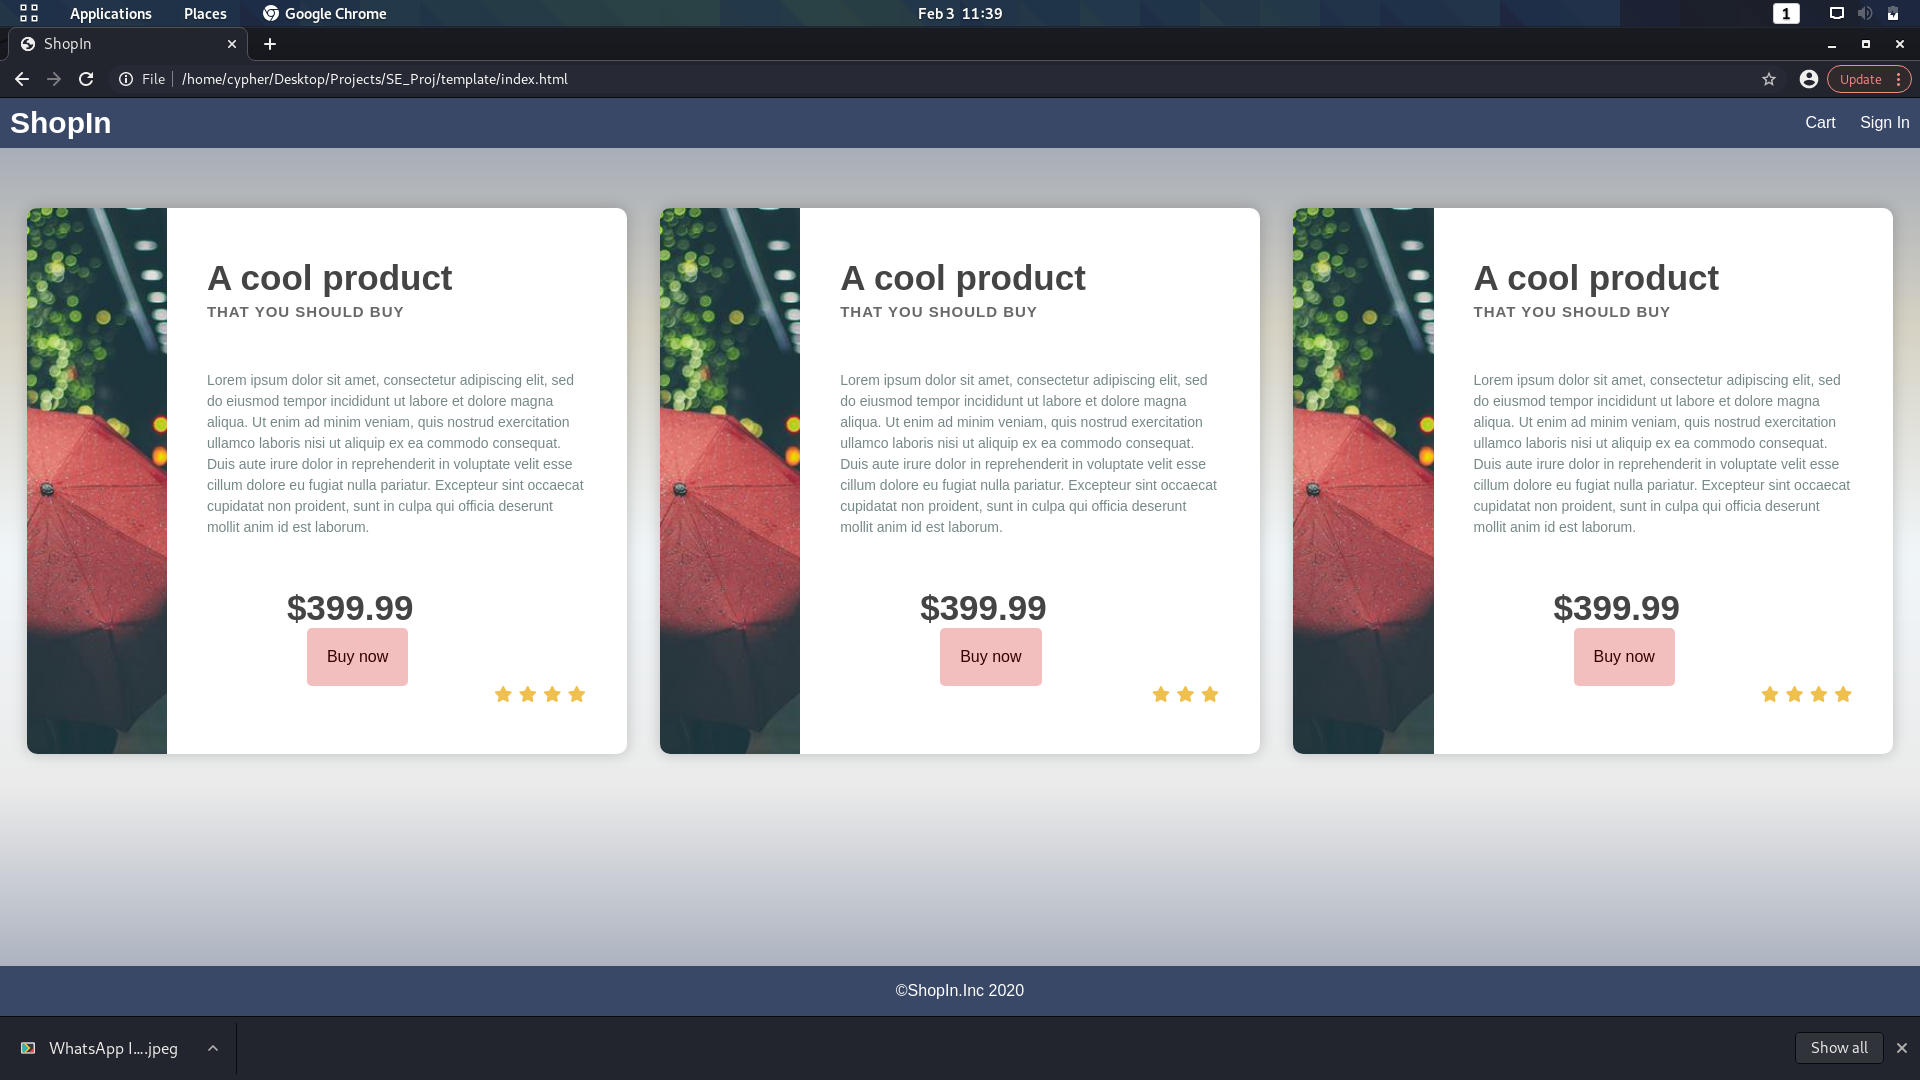 Applications Places Google Chrome Feb 3 11:39 1
ShopIn
File /home/cypher/Desktop/Projects/SE_Proj/template/index.html Update
ShopIn Cart Sign In
A cool product
THAT YOU SHOULD BUY
Lorem ipsum dolor sit amet, consectetur adipiscing elit, sed
do eiusmod tempor incididunt ut labore et dolore magna
aliqua. Ut enim ad minim veniam, quis nostrud exercitation
ullamco laboris nisi ut aliquip ex ea commodo consequat.
Duis aute irure dolor in reprehenderit in voluptate velit esse
cillum dolore eu fugiat nulla pariatur. Excepteur sint occaecat
cupidatat non proident, sunt in culpa qui officia deserunt
mollit anim id est laborum.
$399.99
Buy now
A cool product
THAT YOU SHOULD BUY
Lorem ipsum dolor sit amet, consectetur adipiscing elit, sed
do eiusmod tempor incididunt ut labore et dolore magna
aliqua. Ut enim ad minim veniam, quis nostrud exercitation
ullamco laboris nisi ut aliquip ex ea commodo consequat.
Duis aute irure dolor in reprehenderit in voluptate velit esse
cillum dolore eu fugiat nulla pariatur. Excepteur sint occaecat
cupidatat non proident, sunt in culpa qui officia deserunt
mollit anim id est laborum.
$399.99
Buy now
A cool product
THAT YOU SHOULD BUY
Lorem ipsum dolor sit amet, consectetur adipiscing elit, sed
do eiusmod tempor incididunt ut labore et dolore magna
aliqua. Ut enim ad minim veniam, quis nostrud exercitation
ullamco laboris nisi ut aliquip ex ea commodo consequat.
Duis aute irure dolor in reprehenderit in voluptate velit esse
cillum dolore eu fugiat nulla pariatur. Excepteur sint occaecat
cupidatat non proident, sunt in culpa qui officia deserunt
mollit anim id est laborum.
$399.99
Buy now
©ShopIn.Inc 2020
WhatsApp I....jpeg Show all